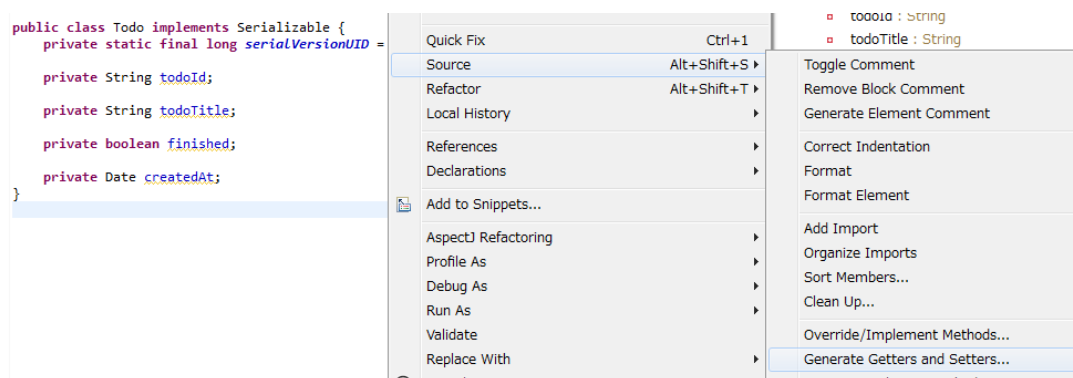 public class Todo implements Serializable {
private static final long serialVersionUID =
private String todoId;
private String todoTitle;
private boolean finished;
private Date createdAt;
}
Quick Fix Ctrl+1
Source Alt+Shift+S
Refactor Alt+Shift+T
Local History
References
Declarations
Add to Snippets...
AspectJ Refactoring
Profile As
Debug As
Run As
Validate
Replace With
todoId : String
todoTitle : String
Toggle Comment
Remove Block Comment
Generate Element Comment
Correct Indentation
Format
Format Element
Add Import
Organize Imports
Sort Members...
Clean Up...
Override/Implement Methods...
Generate Getters and Setters...